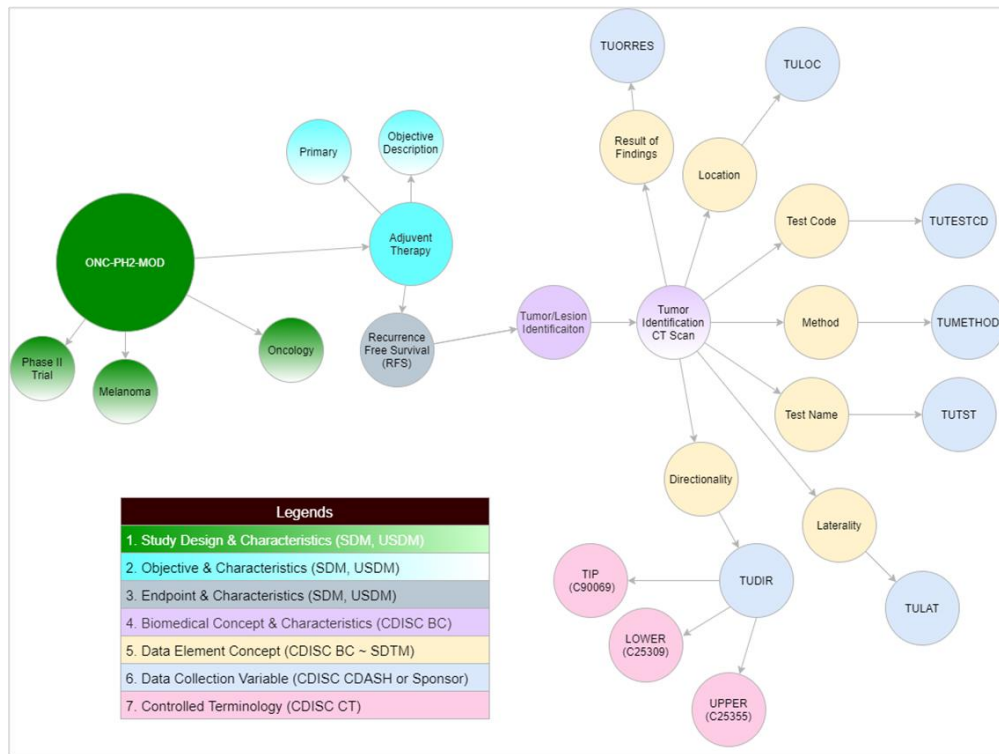 TUORRES
TULOC
Objective
Description
Primary
Result of
Findings
Location
Test Code
TUTESTCD
ONC-PH2-MOD
Adjuvent
Therapy
Tumor/Lesion
Identificaiton
Tumor
Identification
CT Scan
Method
TUMETHOD
Recurrence
Free Survival
(RFS)
Oncology
Phase II
Trial
Melanoma
Test Name
TUTST
Directionality
Laterality
Legends
1. Study Design & Characteristics (SDM, USDM)
2. Objective & Characteristics (SDM, USDM)
3. Endpoint & Characteristics (SDM, USDM)
4. Biomedical Concept & Characteristics (CDISC BC)
5. Data Element Concept (CDISC BC ~ SDTM)
6. Data Collection Variable (CDISC CDASH or Sponsor)
7. Controlled Terminology (CDISC CT)
TIP
(C90069)
TUDIR
TULAT
LOWER
(C25309)
UPPER
(C25355)